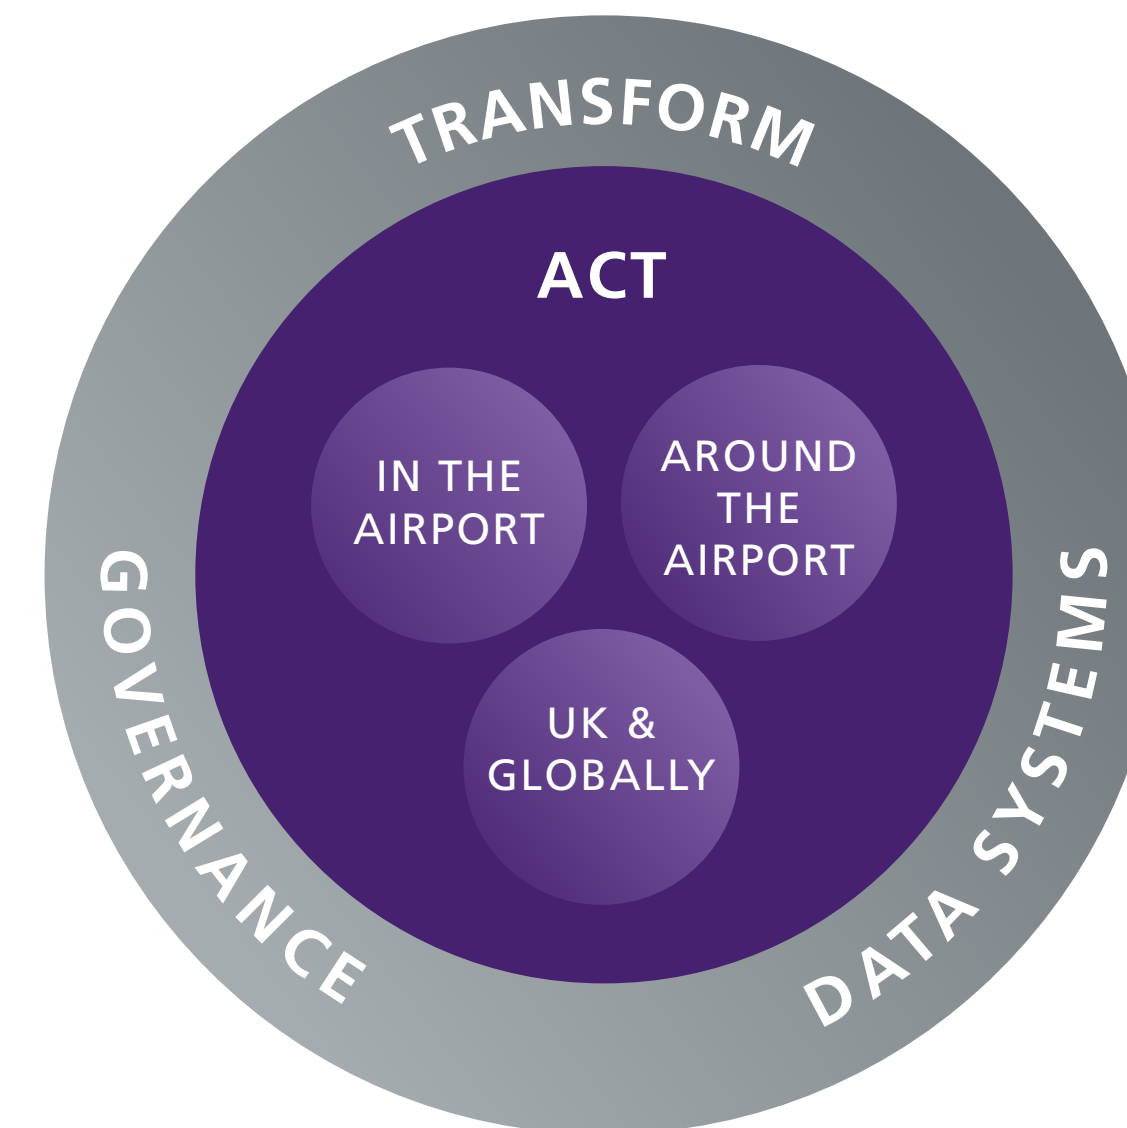 TRANSFORM
ACT
IN THE
AIRPORT
AROUND
THE
AIRPORT
UK &
GLOBALLY
GOVERNANCE
DATA SYSTEMS